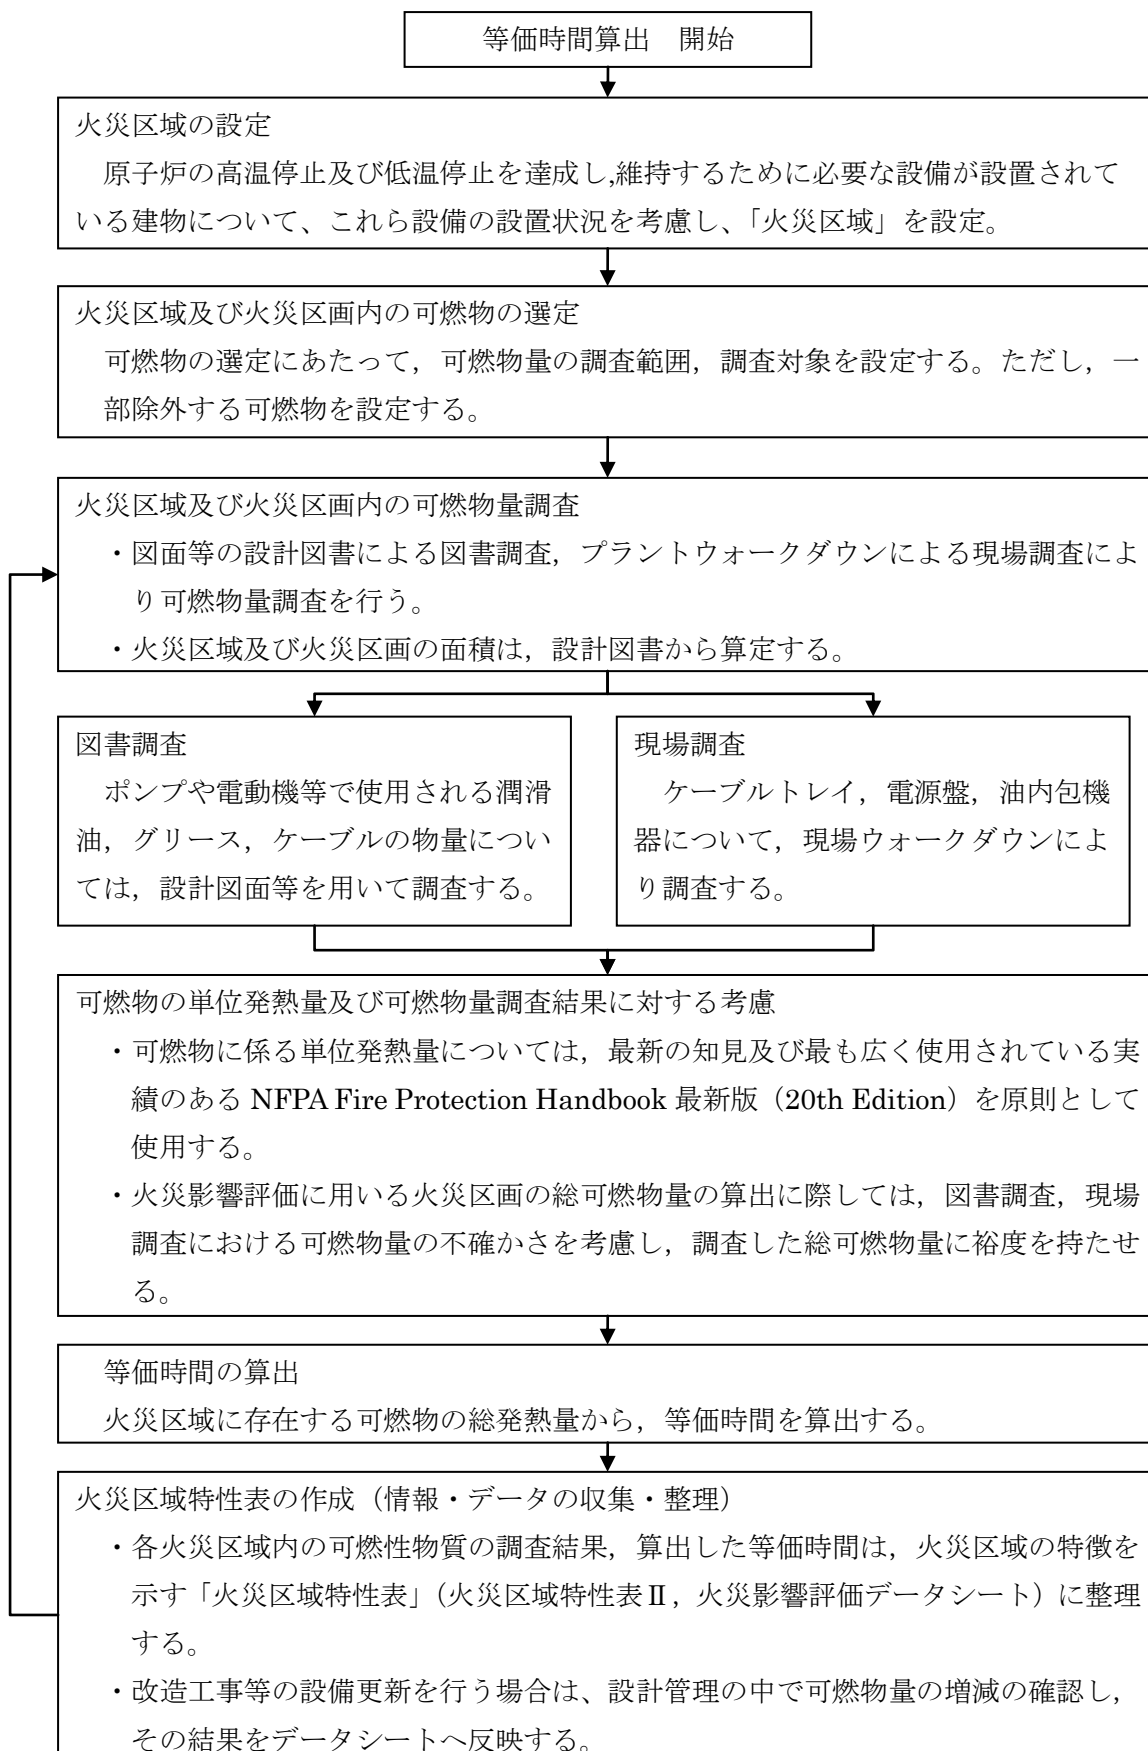 等価時間算出　開始
火災区域の設定
原子炉の高温停止及び低温停止を達成し,維持するために必要な設備が設置されて
いる建物について、これら設備の設置状況を考慮し、「火災区域」を設定。
火災区域及び火災区画内の可燃物の選定
可燃物の選定にあたって，可燃物量の調査範囲，調査対象を設定する。ただし，一
部除外する可燃物を設定する。
火災区域及び火災区画内の可燃物量調査
・図面等の設計図書による図書調査，プラントウォークダウンによる現場調査によ
り可燃物量調査を行う。
・火災区域及び火災区画の面積は，設計図書から算定する。
図書調査
ポンプや電動機等で使用される潤滑
油，グリース，ケーブルの物量につい
ては，設計図面等を用いて調査する。
現場調査
ケーブルトレイ，電源盤，油内包機
器について，現場ウォークダウンによ
り調査する。
可燃物の単位発熱量及び可燃物量調査結果に対する考慮
・可燃物に係る単位発熱量については，最新の知見及び最も広く使用されている実
績のある NFPA Fire Protection Handbook 最新版（20th Edition）を原則として
使用する。
・火災影響評価に用いる火災区画の総可燃物量の算出に際しては，図書調査，現場
調査における可燃物量の不確かさを考慮し，調査した総可燃物量に裕度を持たせ
る。
等価時間の算出
火災区域に存在する可燃物の総発熱量から，等価時間を算出する。
火災区域特性表の作成（情報・データの収集・整理）
・各火災区域内の可燃性物質の調査結果，算出した等価時間は，火災区域の特徴を
示す「火災区域特性表」（火災区域特性表Ⅱ，火災影響評価データシート）に整理
する。
・改造工事等の設備更新を行う場合は、設計管理の中で可燃物量の増減の確認し，
その結果をデータシートへ反映する。